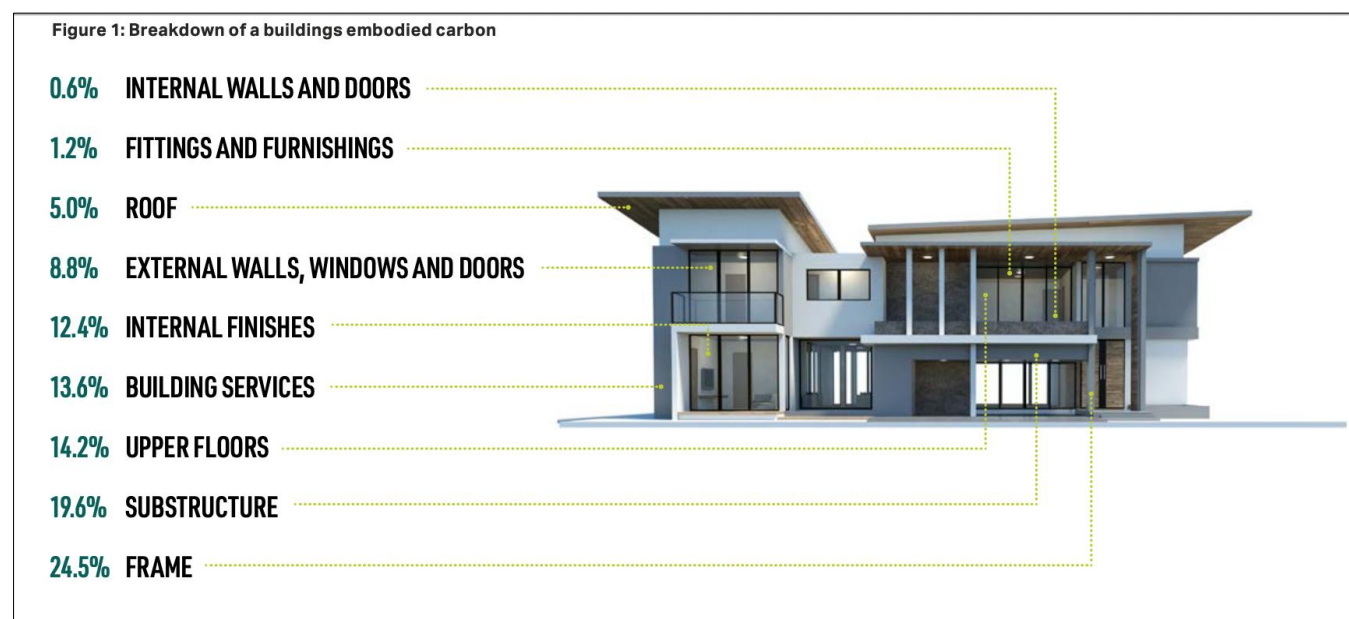 Figure 1: Breakdown of a buildings embodied carbon
0.6% INTERNAL WALLS AND DOORS
1.2% FITTINGS AND FURNISHINGS
5.0% ROOF
8.8% EXTERNAL WALLS, WINDOWS AND DOORS
12.4% INTERNAL FINISHES
13.6% BUILDING SERVICES
14.2% UPPER FLOORS
19.6% SUBSTRUCTURE
24.5% FRAME